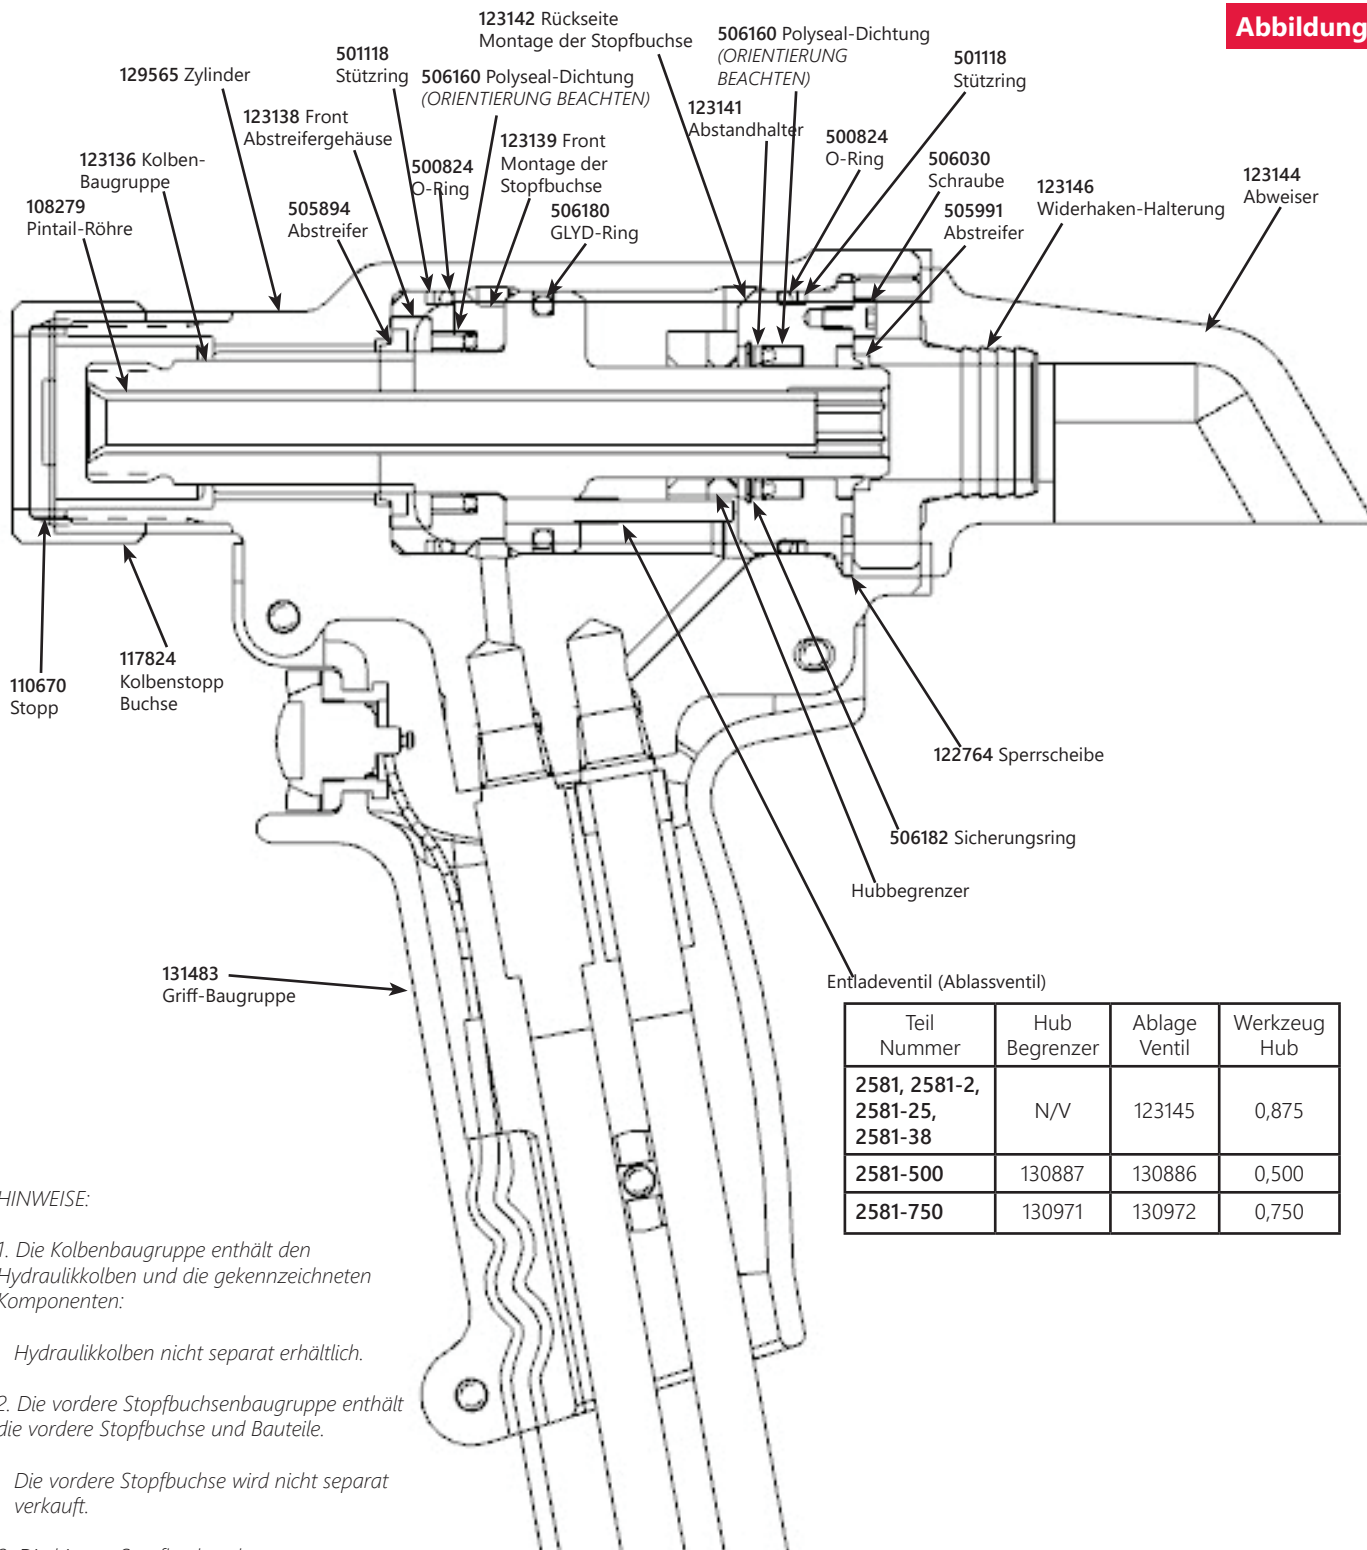 Abbildung
123142 Rückseite
Montage der Stopfbuchse
506160 Polyseal-Dichtung
(ORIENTIERUNG
BEACHTEN)
501118
Stützring
501118
Stützring
506160 Polyseal-Dichtung
(ORIENTIERUNG BEACHTEN)
129565 Zylinder
123138 Front
Abstreifergehäuse
123141
Abstandhalter
500824
O-Ring
123139 Front
Montage der
Stopfbuchse
123136 Kolben-
Baugruppe
500824
O-Ring
506030
Schraube
123146
Widerhaken-Halterung
123144
Abweiser
108279
Pintail-Röhre
505894
Abstreifer
506180
GLYD-Ring
505991
Abstreifer
110670
Stopp
117824
Kolbenstopp
Buchse
122764 Sperrscheibe
506182 Sicherungsring
Hubbegrenzer
131483
Griff-Baugruppe
Entladeventil (Ablassventil)
Teil Nummer | Hub Begrenzer | Ablage Ventil | Werkzeug Hub
2581, 2581-2, 2581-25, 2581-38 | N/V | 123145 | 0,875
2581-500 | 130887 | 130886 | 0,500
2581-750 | 130971 | 130972 | 0,750
HINWEISE:
1. Die Kolbenbaugruppe enthält den
Hydraulikkolben und die gekennzeichneten
Komponenten:
Hydraulikkolben nicht separat erhältlich.
2. Die vordere Stopfbuchsenbaugruppe enthält
die vordere Stopfbuchse und Bauteile.
Die vordere Stopfbuchse wird nicht separat
verkauft.